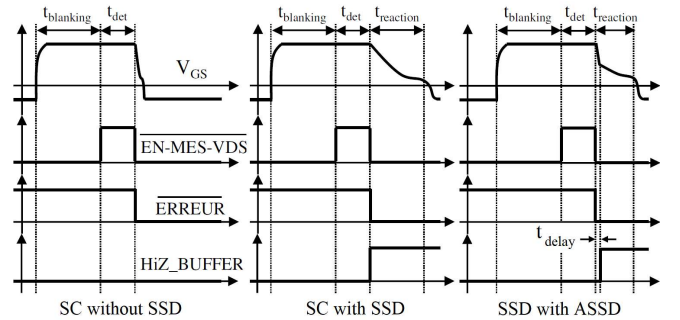 t_blanking t_det
t_blanking t_det t_reaction
t_blanking t_det t_reaction
V_GS
EN-MES-VDS
ERREUR
t_delay
HiZ_BUFFER
SC without SSD
SC with SSD
SSD with ASSD